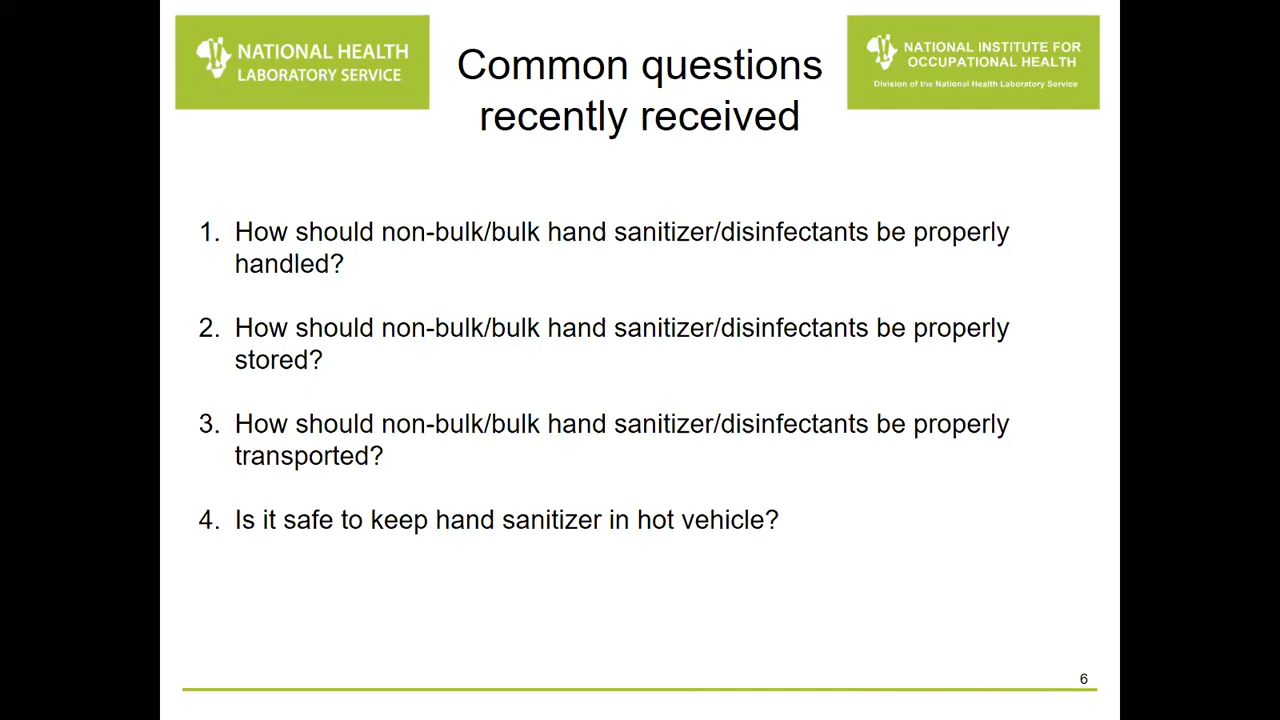 NATIONAL HEALTH
LABORATORY SERVICE
Common questions
recently received
NATIONAL INSTITUTE FOR
OCCUPATIONAL HEALTH
Division of the National Health Laboratory Service
1. How should non-bulk/bulk hand sanitizer/disinfectants be properly
handled?
2. How should non-bulk/bulk hand sanitizer/disinfectants be properly
stored?
3. How should non-bulk/bulk hand sanitizer/disinfectants be properly
transported?
4. Is it safe to keep hand sanitizer in hot vehicle?
6